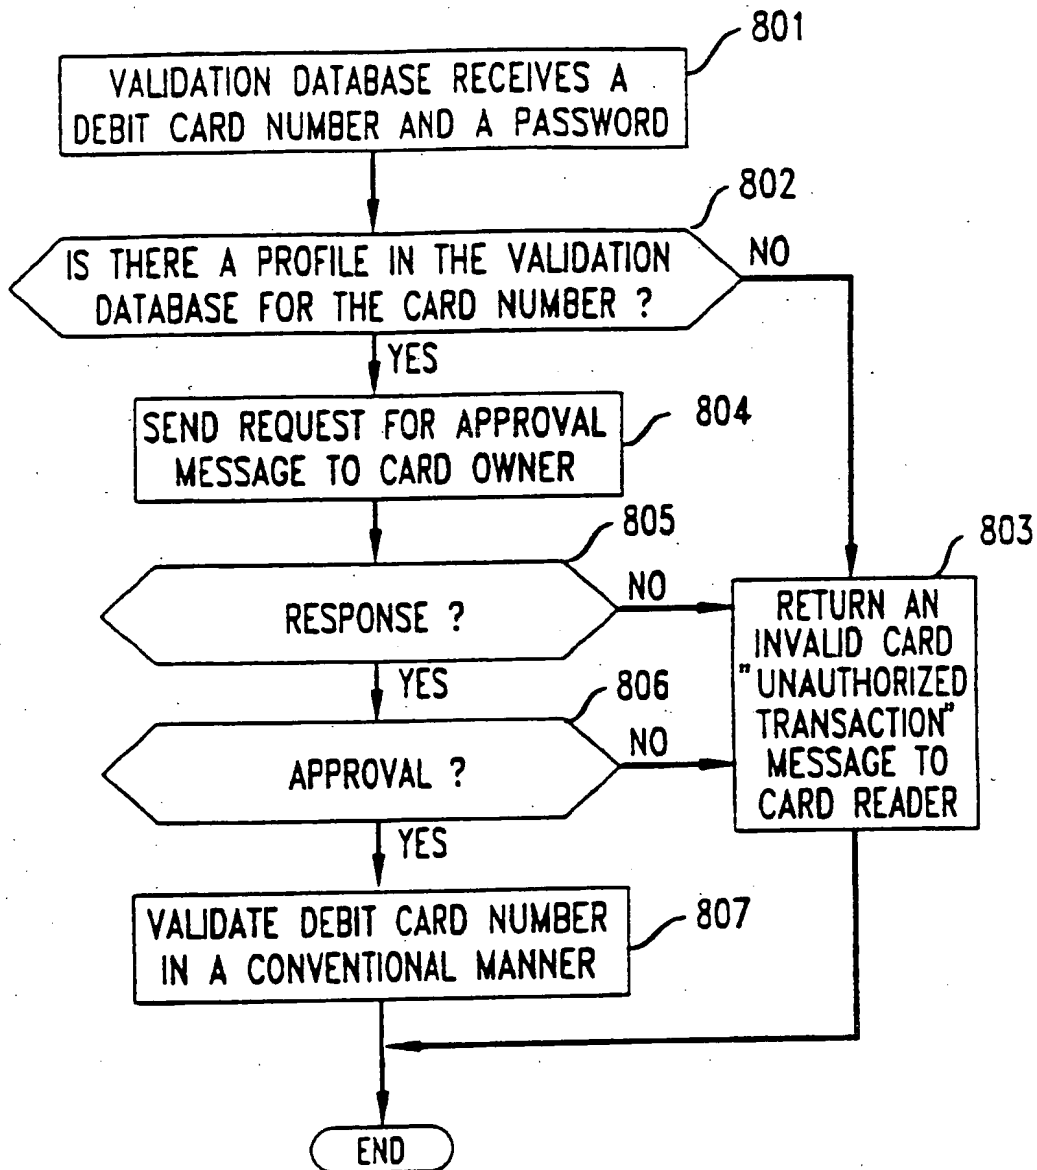 801
VALIDATION DATABASE RECEIVES A
DEBIT CARD NUMBER AND A PASSWORD
802
IS THERE A PROFILE IN THE VALIDATION
DATABASE FOR THE CARD NUMBER ?
NO
YES
SEND REQUEST FOR APPROVAL
MESSAGE TO CARD OWNER
804
805
RESPONSE ?
NO
YES
803
RETURN AN
INVALID CARD
"UNAUTHORIZED
TRANSACTION"
MESSAGE TO
CARD READER
806
APPROVAL ?
NO
YES
VALIDATE DEBIT CARD NUMBER
IN A CONVENTIONAL MANNER
807
END